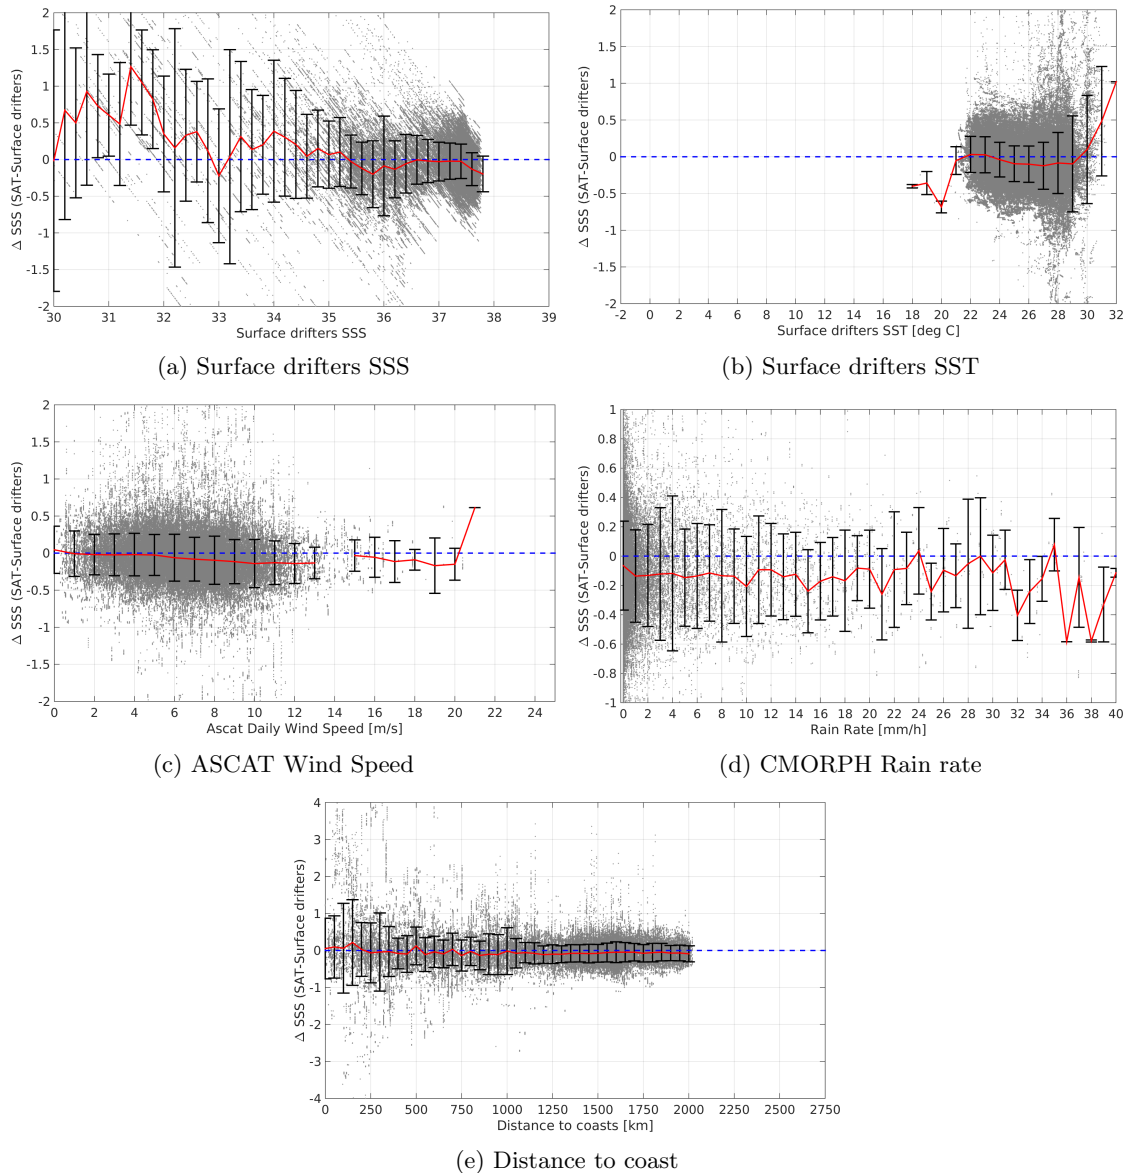 2
1.5
1
0.5
0
-0.5
-1
-1.5
-2
Δ SSS (SAT-Surface drifters)
30 31 32 33 34 35 36 37 38 39
Surface drifters SSS
(a) Surface drifters SSS
2
1.5
1
0.5
0
-0.5
-1
-1.5
-2
Δ SSS (SAT-Surface drifters)
-2 0 2 4 6 8 10 12 14 16 18 20 22 24 26 28 30 32
Surface drifters SST [deg C]
(b) Surface drifters SST
2
1.5
1
0.5
0
-0.5
-1
-1.5
-2
Δ SSS (SAT-Surface drifters)
0 2 4 6 8 10 12 14 16 18 20 22 24
Ascat Daily Wind Speed [m/s]
(c) ASCAT Wind Speed
1
0.8
0.6
0.4
0.2
0
-0.2
-0.4
-0.6
-0.8
-1
Δ SSS (SAT-Surface drifters)
0 2 4 6 8 10 12 14 16 18 20 22 24 26 28 30 32 34 36 38 40
Rain Rate [mm/h]
(d) CMORPH Rain rate
4
3
2
1
0
-1
-2
-3
-4
Δ SSS (SAT-Surface drifters)
0 250 500 750 1000 1250 1500 1750 2000 2250 2500 2750
Distance to coasts [km]
(e) Distance to coast